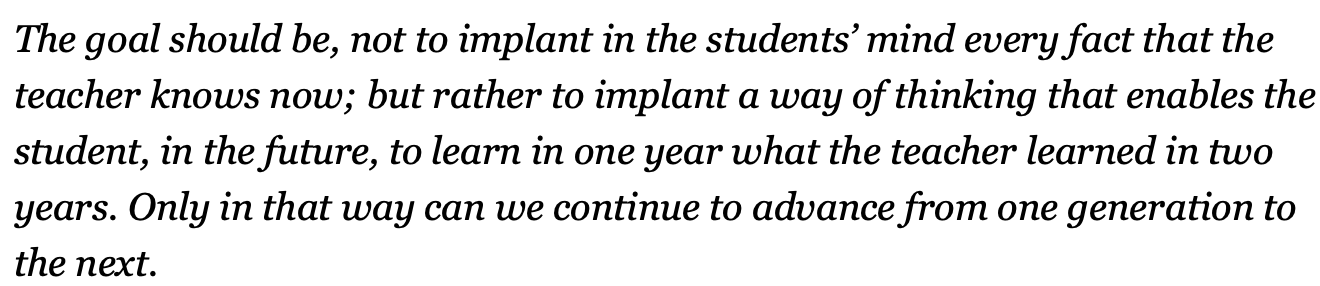 The goal should be, not to implant in the students’ mind every fact that the
teacher knows now; but rather to implant a way of thinking that enables the
student, in the future, to learn in one year what the teacher learned in two
years. Only in that way can we continue to advance from one generation to
the next.